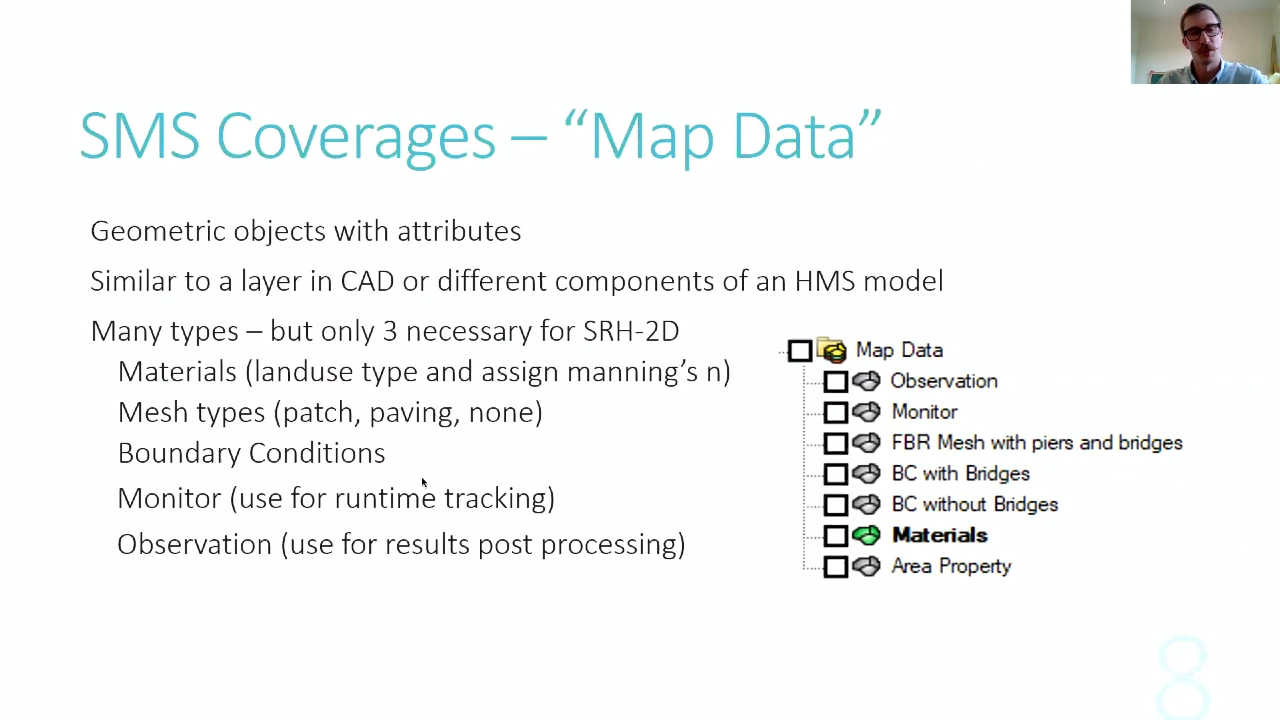 SMS Coverages – “Map Data”
Geometric objects with attributes
Similar to a layer in CAD or different components of an HMS model
Many types – but only 3 necessary for SRH-2D
Materials (landuse type and assign manning’s n)
Mesh types (patch, paving, none)
Boundary Conditions
Monitor (use for runtime tracking)
Observation (use for results post processing)
Map Data
Observation
Monitor
FBR Mesh with piers and bridges
BC with Bridges
BC without Bridges
Materials
Area Property
8